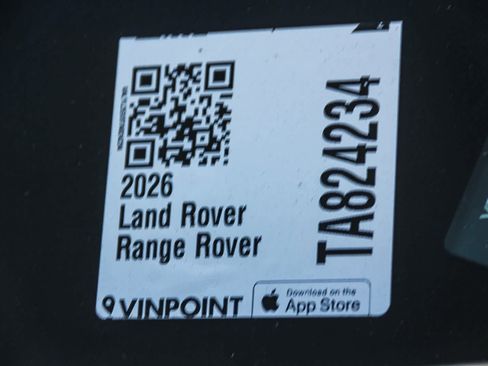 2026
Land Rover
Range Rover
TA824234
VINPOINT
Download on the
App Store